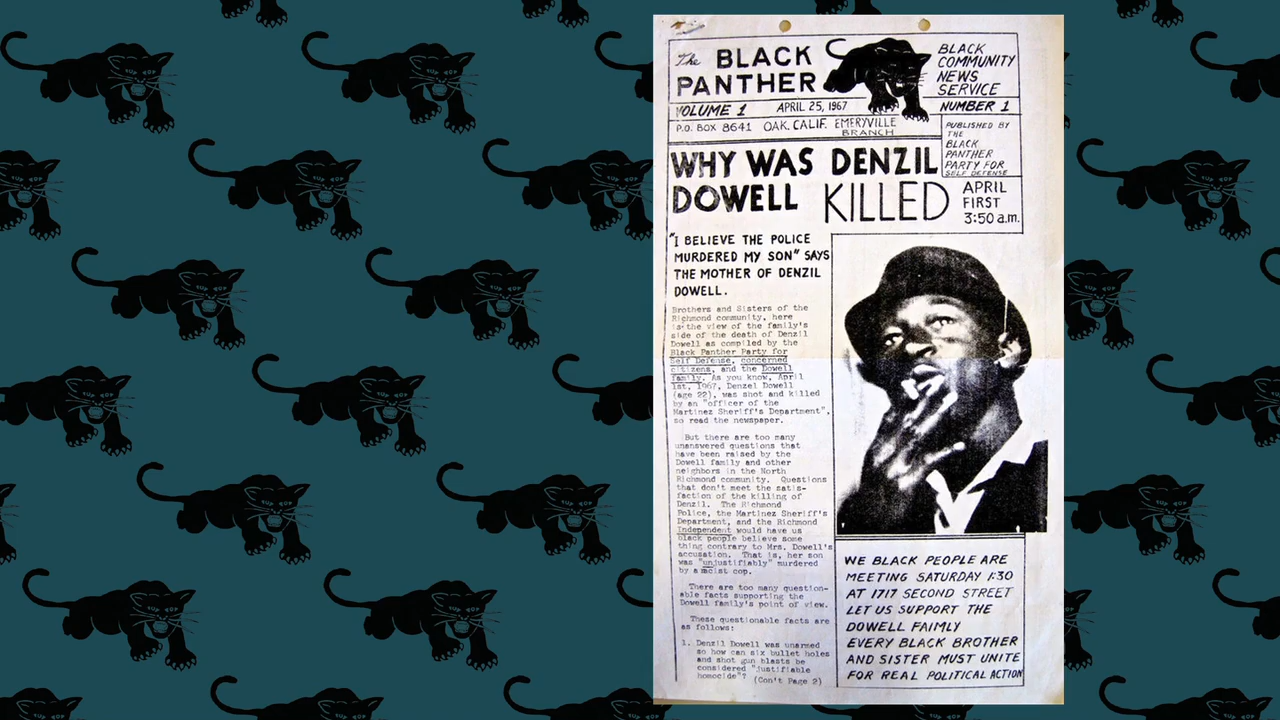 The BLACK
PANTHER
BLACK
COMMUNITY
NEWS
SERVICE
VOLUME 1
APRIL 25, 1967
NUMBER 1
P.O. BOX 8641 OAK. CALIF. EMERYVILLE
BRANCH
PUBLISHED BY
THE
BLACK
PANTHER
PARTY FOR
SELF DEFENSE
WHY WAS DENZIL
DOWELL KILLED
APRIL
FIRST
3:50 a.m.
"I BELIEVE THE POLICE
MURDERED MY SON" SAYS
THE MOTHER OF DENZIL
DOWELL.
Brothers and Sisters of the
Richmond community, here
is the view of the family's
side of the death of Denzil
Dowell as compiled by the
Black Panther Party for
Self Defense, concerned
citizens, and the Dowell
family. As you know, April
1st, 1967, Denzel Dowell
(age 22), was shot and killed
by an "officer of the
Martinez Sheriff's Department",
so read the newspaper.
But there are too many
unanswered questions that
have been raised by the
Dowell family and other
neighbors in the North
Richmond community. Questions
that don't meet the satis-
faction of the killing of
Denzil. The Richmond
Police, the Martinez Sheriff's
Department, and the Richmond
Independent would have us
black people believe some
thing contrary to Mrs. Dowell's
accusation. That is, her son
was "unjustifiably" murdered
by a racist cop.
There are too many question-
able facts supporting the
Dowell family's point of view.
These questionable facts are
as follows:
1. Denzil Dowell was unarmed
so how can six bullet holes
and shot gun blasts be
considered "justifiable
homocide"? (Con't Page 2)
WE BLACK PEOPLE ARE
MEETING SATURDAY 1:30
AT 1717 SECOND STREET
LET US SUPPORT THE
DOWELL FAIMLY
EVERY BLACK BROTHER
AND SISTER MUST UNITE
FOR REAL POLITICAL ACTION